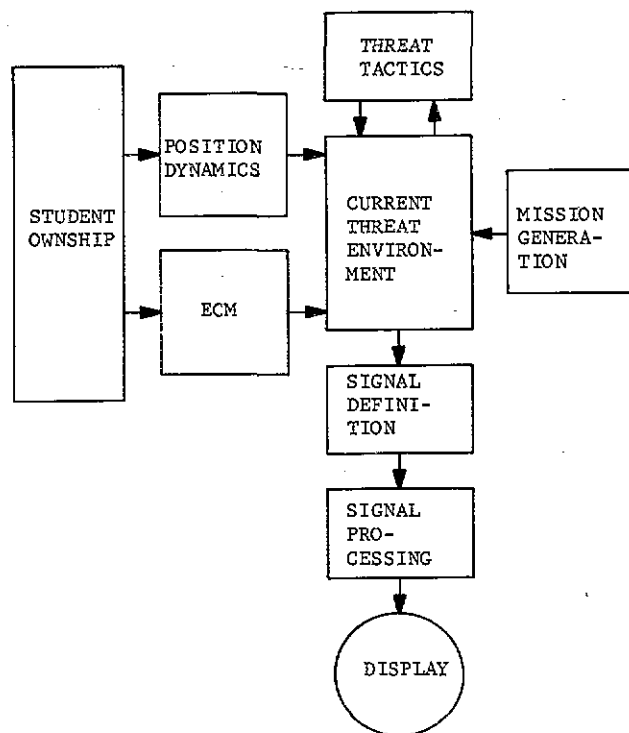 THREAT
TACTICS
POSITION
DYNAMICS
STUDENT
OWNSHIP
CURRENT
THREAT
ENVIRON-
MENT
MISSION
GENERA-
TION
ECM
SIGNAL
DEFINI-
TION
SIGNAL
PRO-
CESSING
DISPLAY